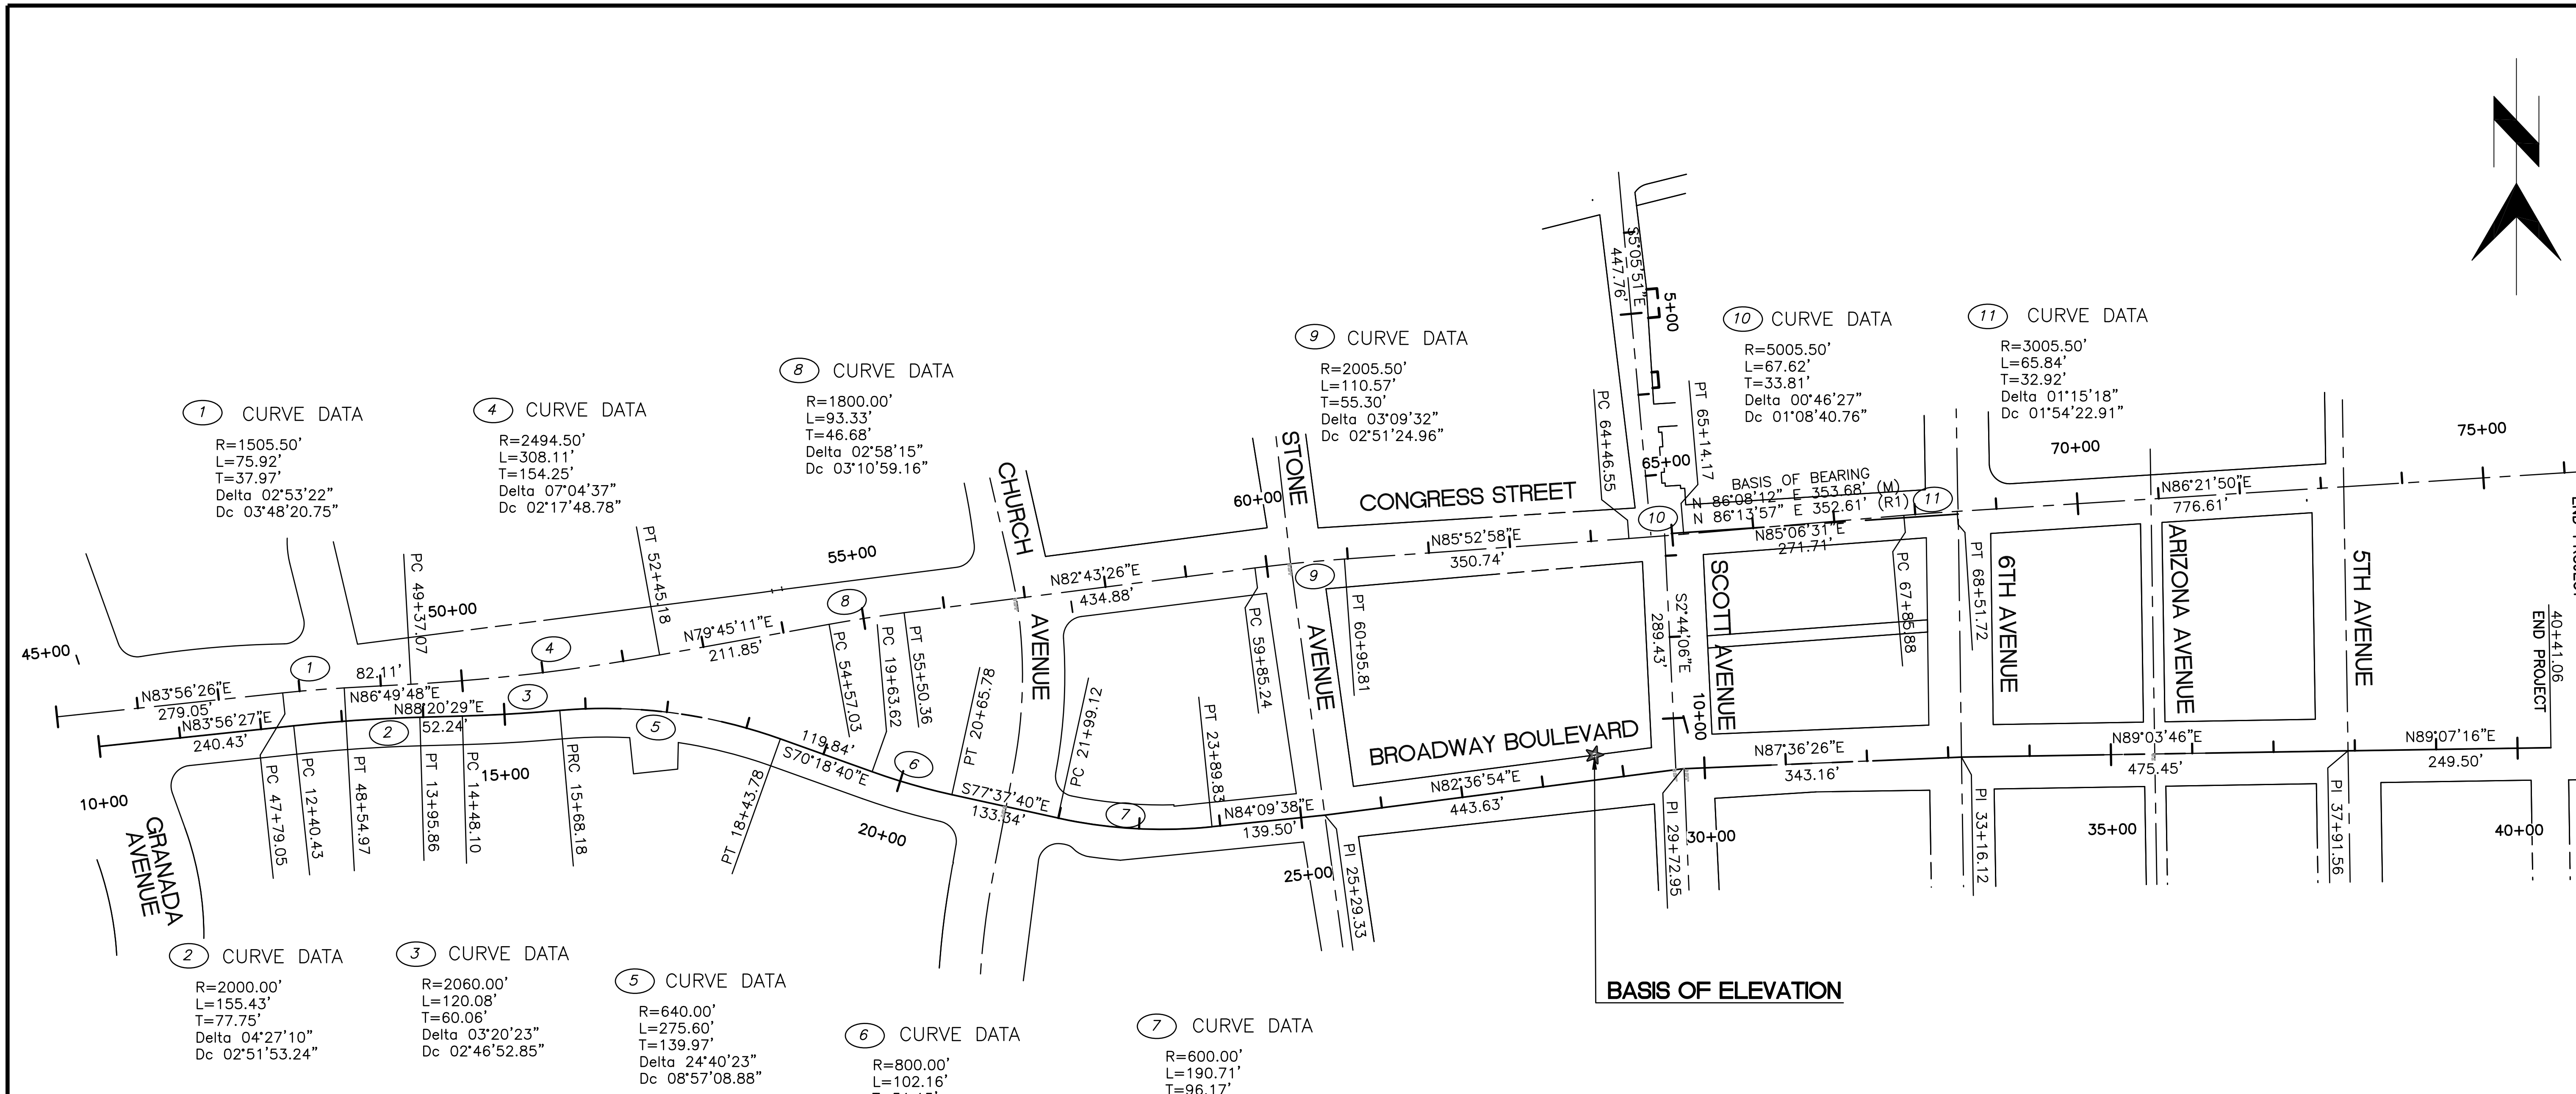 N
1 CURVE DATA
R=1505.50'
L=75.92'
T=37.97'
Delta 02°53'22"
Dc 03°48'20.75"
4 CURVE DATA
R=2494.50'
L=308.11'
T=154.25'
Delta 07°04'37"
Dc 02°17'48.78"
8 CURVE DATA
R=1800.00'
L=93.33'
T=46.68'
Delta 02°58'15"
Dc 03°10'59.16"
9 CURVE DATA
R=2005.50'
L=110.57'
T=55.30'
Delta 03°09'32"
Dc 02°51'24.96"
10 CURVE DATA
R=5005.50'
L=67.62'
T=33.81'
Delta 00°46'27"
Dc 01°08'40.76"
11 CURVE DATA
R=3005.50'
L=65.84'
T=32.92'
Delta 01°15'18"
Dc 01°54'22.91"
S5°05'51"E
447.76'
5+00
45+00
N83°56'26"E
279.05'
1
82.11'
N86°49'48"E
PC 49+37.07
50+00
4
PT 52+45.18
N79°45'11"E
211.85'
55+00
8
PC 54+57.03
PC 19+63.62
PT 55+50.36
CHURCH
AVENUE
N82°43'26"E
434.88'
60+00
STONE
AVENUE
9
PC 59+85.24
PT 60+95.81
CONGRESS STREET
N85°52'58"E
350.74'
PC 64+46.55
65+00
PT 65+14.17
10
BASIS OF BEARING
N 86°08'12" E 353.68' (M)
N 86°13'57" E 352.61' (R1)
11
N85°06'31"E
271.71'
PC 67+85.88
PT 68+51.72
70+00
N86°21'50"E
776.61'
75+00
S2°44'06"E
289.43'
10+00
SCOTT AVENUE
6TH AVENUE
ARIZONA AVENUE
5TH AVENUE
40+41.06
END PROJECT
N83°56'27"E
240.43'
10+00
GRANADA
AVENUE
PC 47+79.05
PC 12+40.43
PT 48+54.97
2
N88°20'29"E
52.24'
PT 13+95.86
PC 14+48.10
15+00
3
PRC 15+68.18
5
PT 18+43.78
119.84'
S70°18'40"E
6
20+00
PT 20+65.78
S77°37'40"E
133.34'
PC 21+99.12
7
PT 23+89.83
N84°09'38"E
139.50'
25+00
PI 25+29.33
BROADWAY BOULEVARD
N82°36'54"E
443.63'
PI 29+72.95
30+00
N87°36'26"E
343.16'
PI 33+16.12
N89°03'46"E
475.45'
35+00
PI 37+91.56
N89°07'16"E
249.50'
40+00
BASIS OF ELEVATION
2 CURVE DATA
R=2000.00'
L=155.43'
T=77.75'
Delta 04°27'10"
Dc 02°51'53.24"
3 CURVE DATA
R=2060.00'
L=120.08'
T=60.06'
Delta 03°20'23"
Dc 02°46'52.85"
5 CURVE DATA
R=640.00'
L=275.60'
T=139.97'
Delta 24°40'23"
Dc 08°57'08.88"
6 CURVE DATA
R=800.00'
L=102.16'
7 CURVE DATA
R=600.00'
L=190.71'
T=96.17'